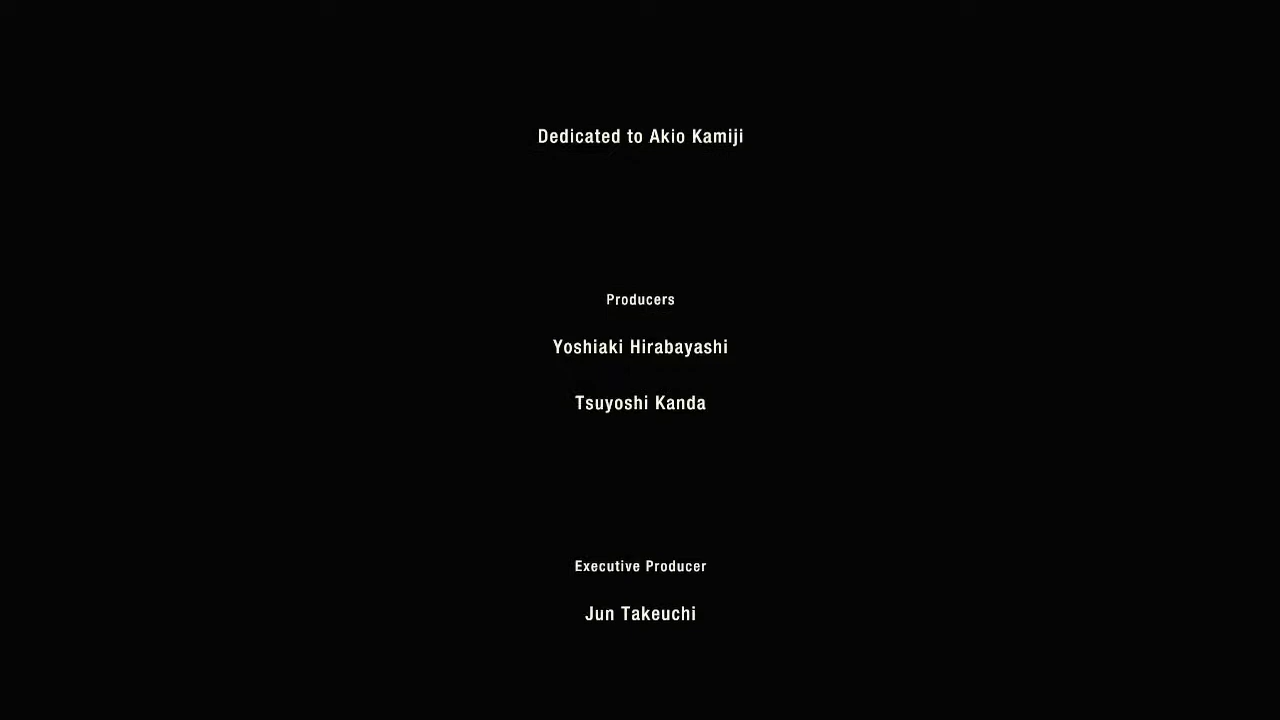 Dedicated to Akio Kamiji
Producers
Yoshiaki Hirabayashi
Tsuyoshi Kanda
Executive Producer
Jun Takeuchi